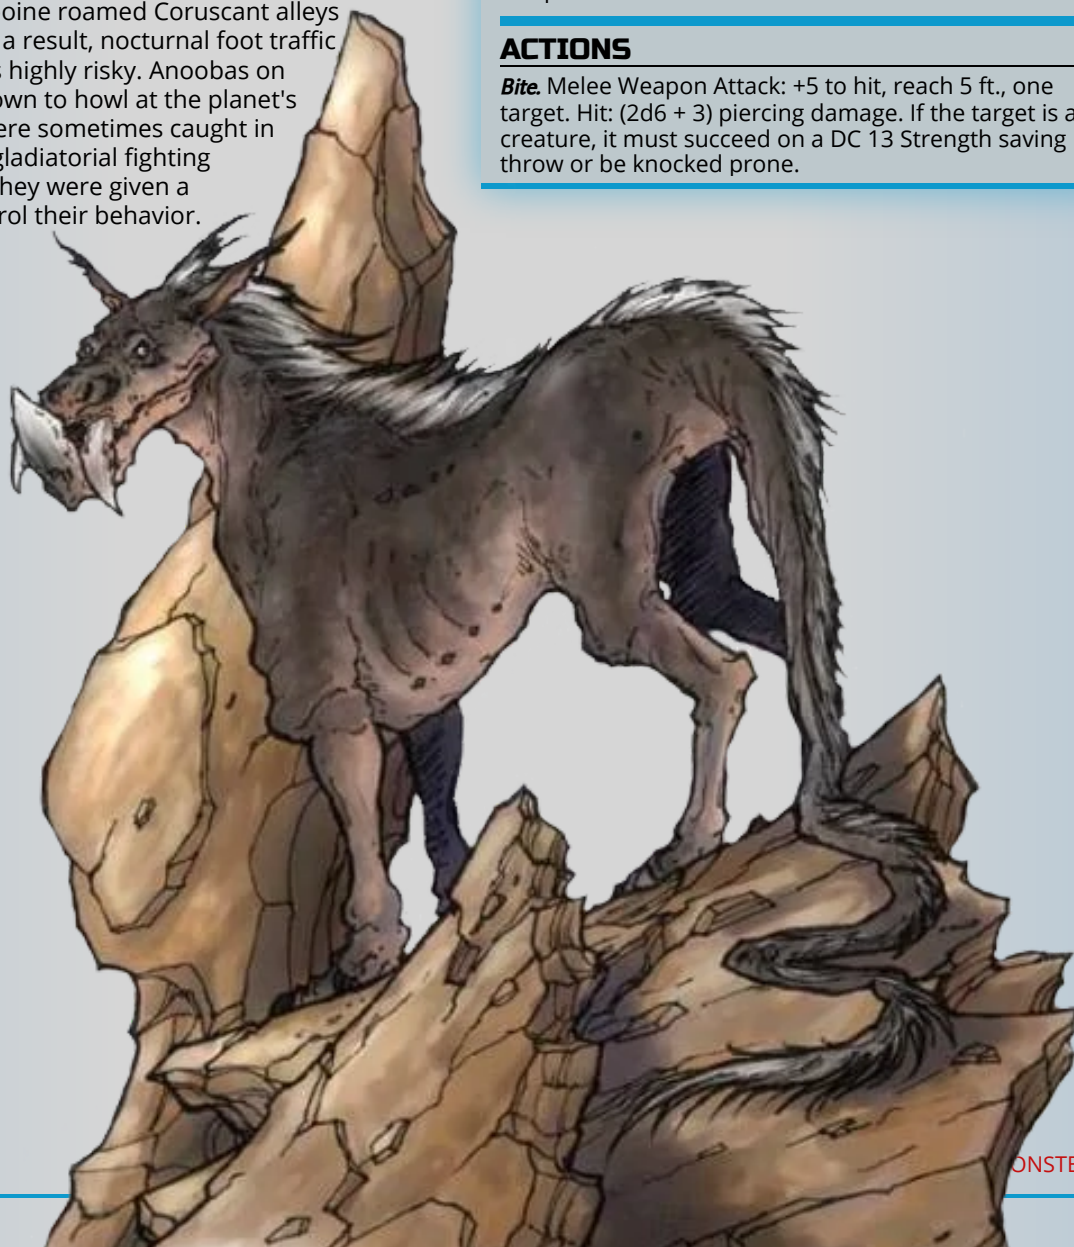 oine roamed Coruscant alleys
a result, nocturnal foot traffic
s highly risky. Anoobas on
own to howl at the planet's
ere sometimes caught in
gladiatorial fighting
they were given a
rol their behavior.
ACTIONS
Bite. Melee Weapon Attack: +5 to hit, reach 5 ft., one
target. Hit: (2d6 + 3) piercing damage. If the target is a
creature, it must succeed on a DC 13 Strength saving
throw or be knocked prone.
ONSTE